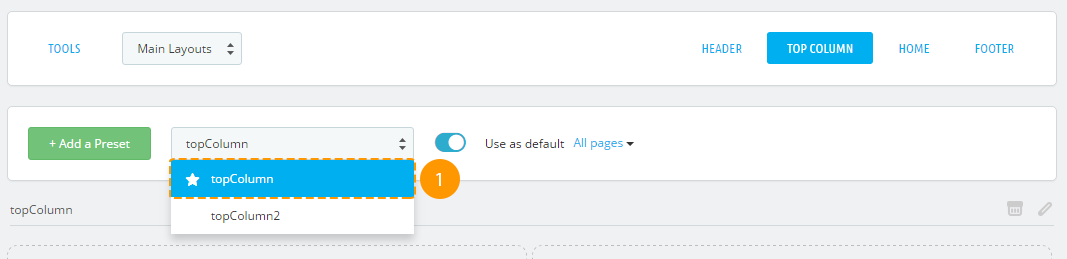 TOOLS Main Layouts HEADER TOP COLUMN HOME FOOTER
+ Add a Preset topColumn Use as default All pages
topColumn 1
topColumn2
topColumn